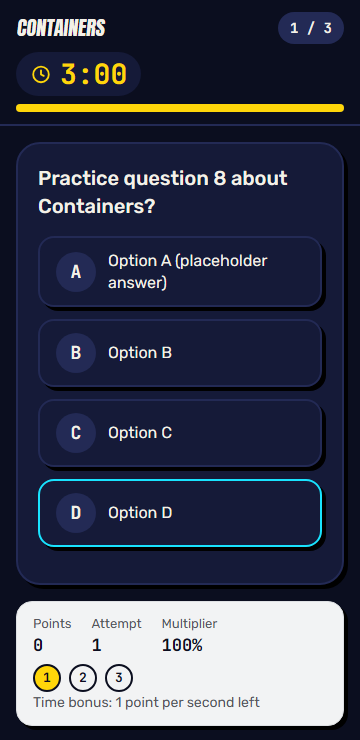 CONTAINERS
1 / 3
3:00
Practice question 8 about
Containers?
A
Option A (placeholder
answer)
B
Option B
C
Option C
D
Option D
Points
Attempt
Multiplier
0
1
100%
1
2
3
Time bonus: 1 point per second left